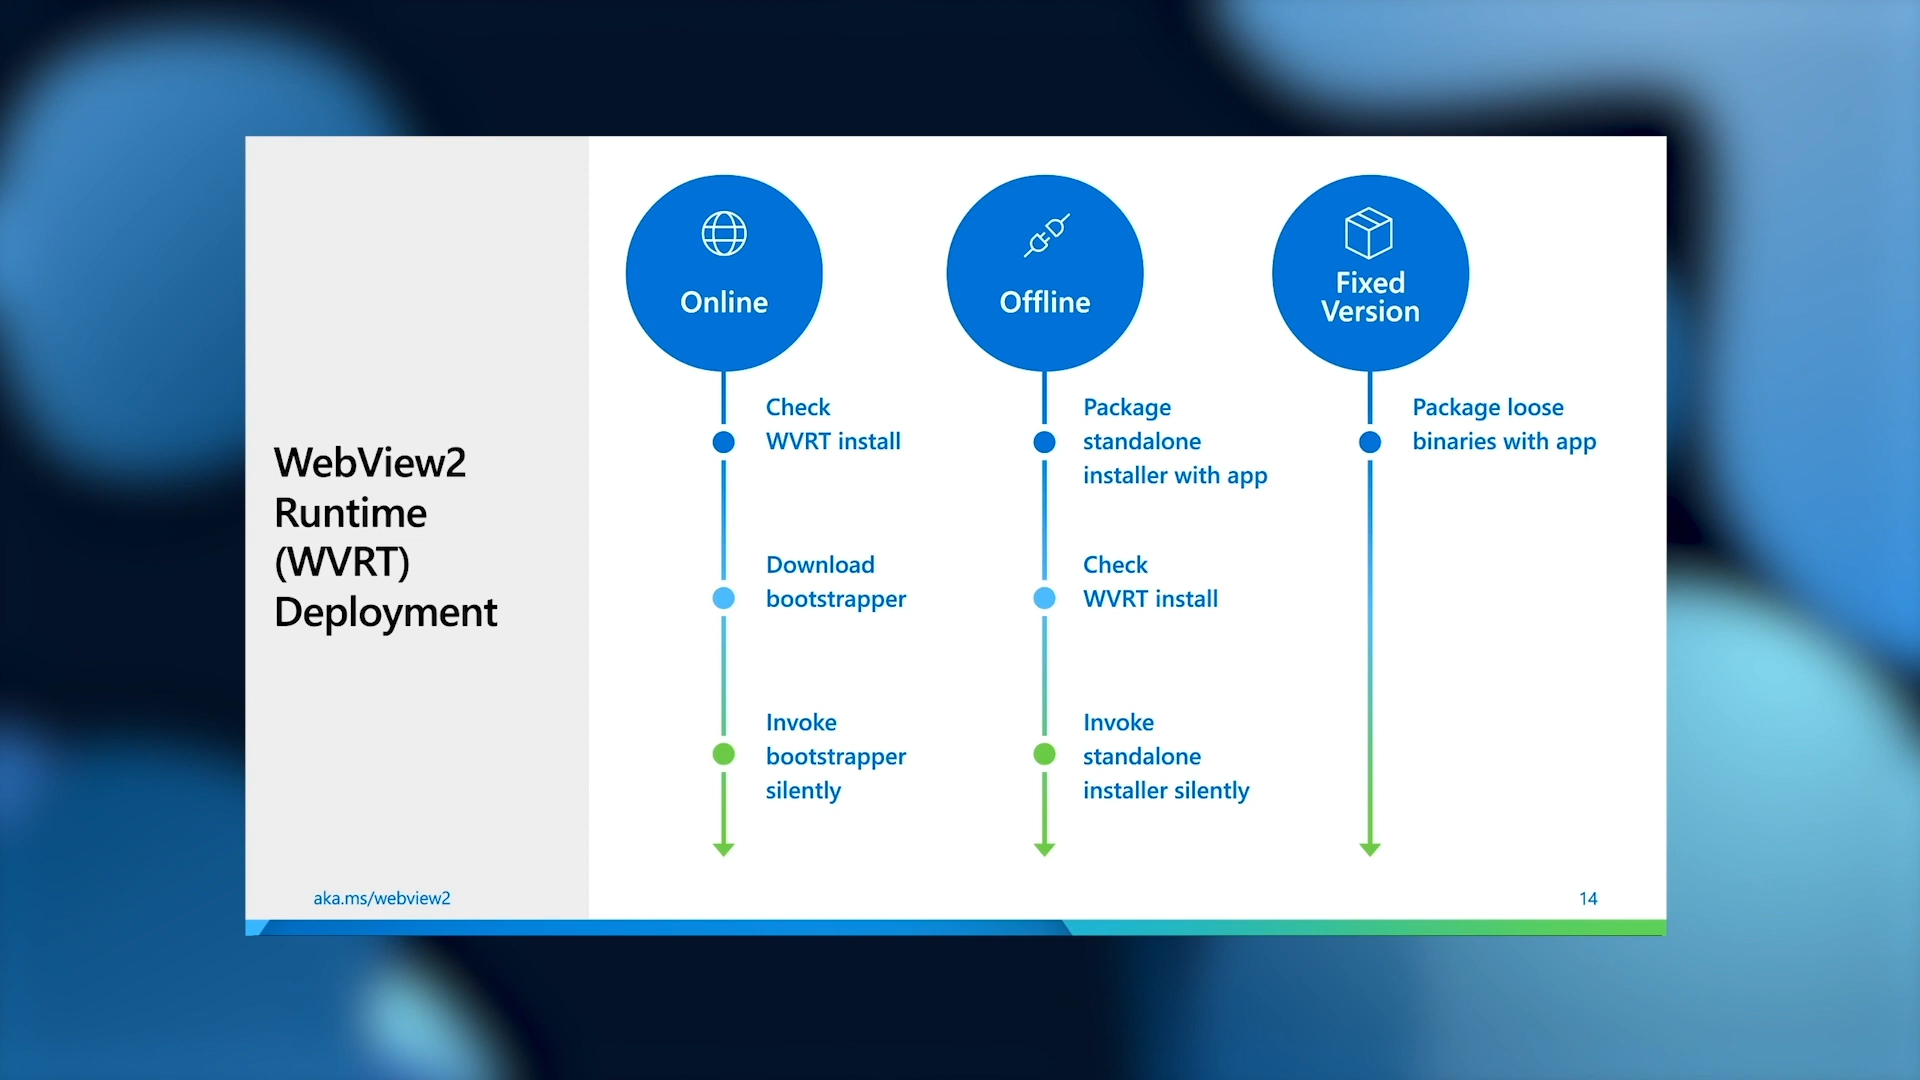 WebView2
Runtime
(WVRT)
Deployment
Online
Check
WVRT install
Download
bootstrapper
Invoke
bootstrapper
silently
Offline
Package
standalone
installer with app
Check
WVRT install
Invoke
standalone
installer silently
Fixed
Version
Package loose
binaries with app
aka.ms/webview2
14